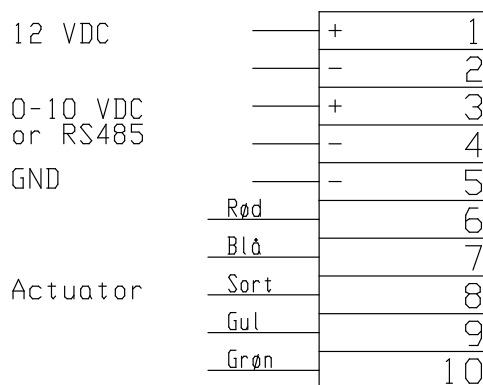 12 VDC + 1
- 2
0-10 VDC + 3
or RS485 - 4
GND - 5
Rød 6
Blå 7
Actuator Sort 8
Gul 9
Grøn 10